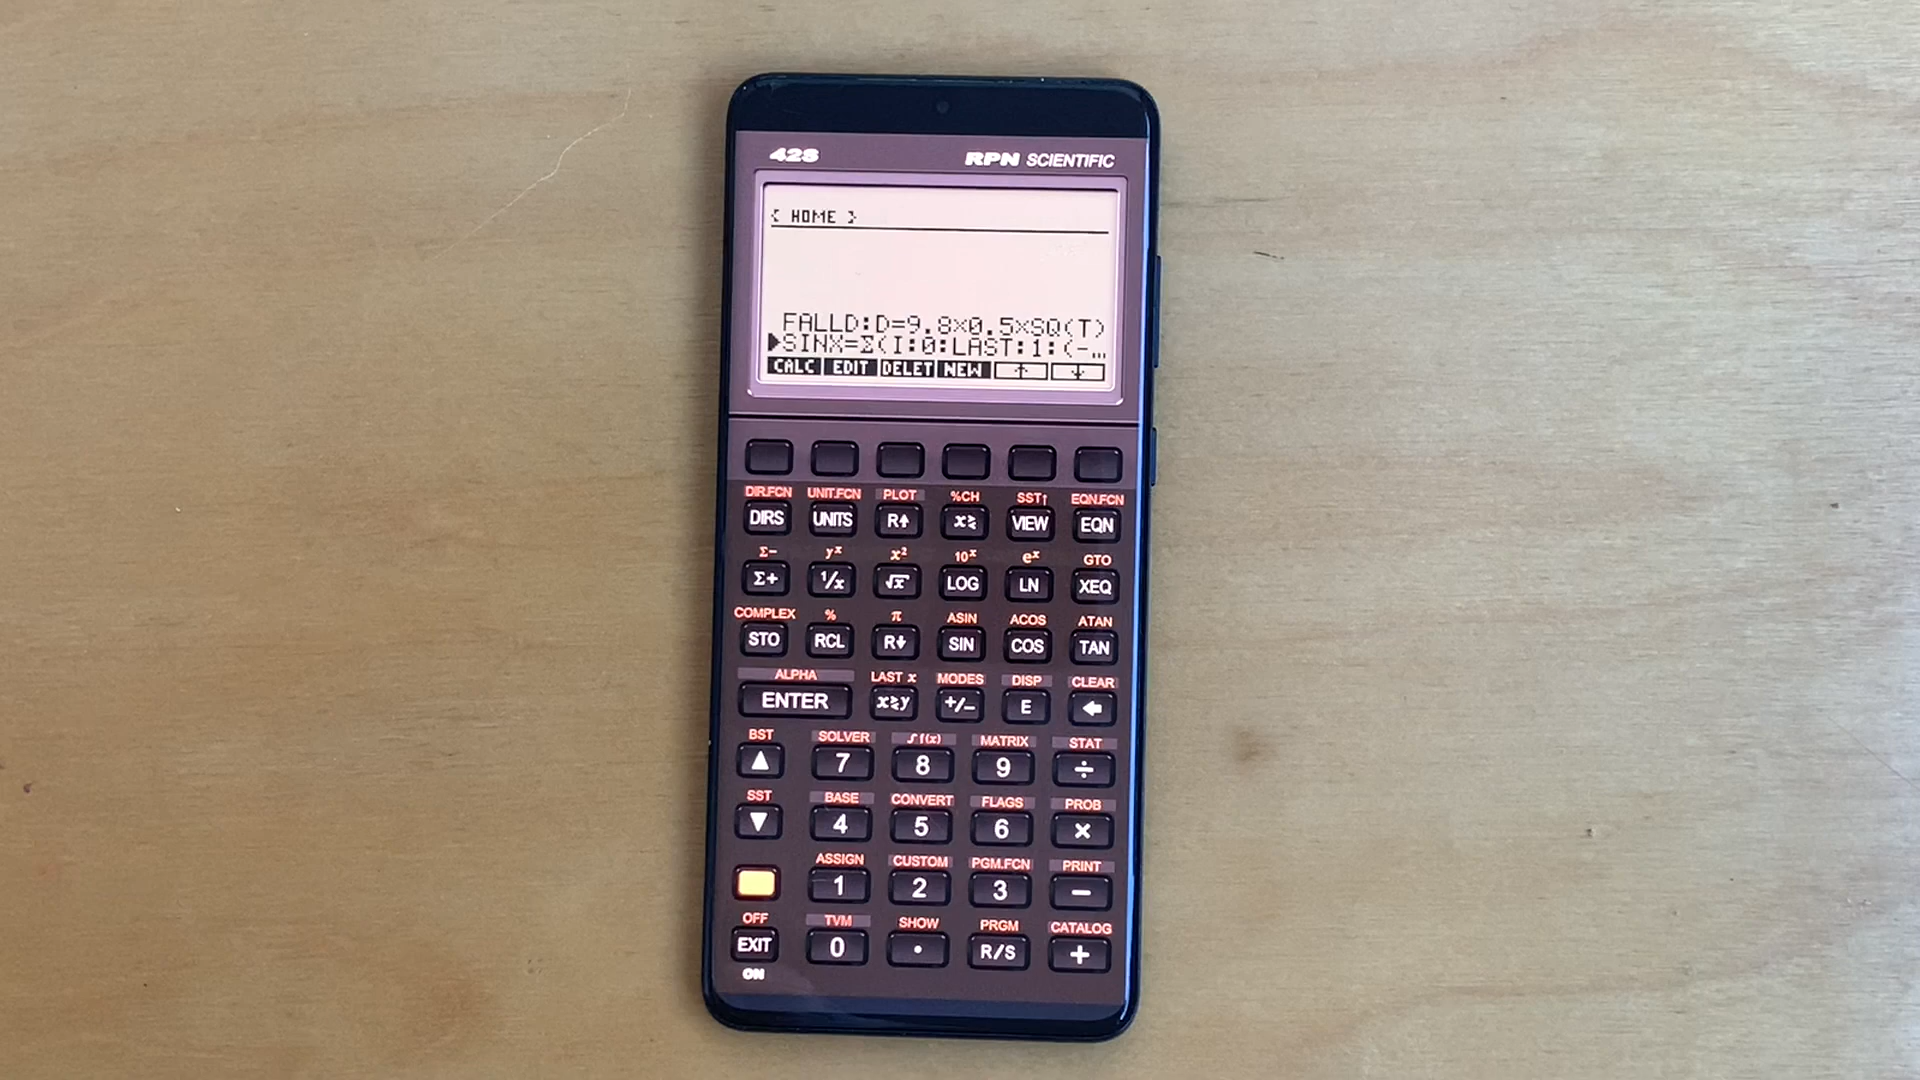 42S RPN SCIENTIFIC
{ HOME }
FALLD:D=9.8×0.5×SQ(T)
▶SINX=Σ(I:0:LAST:1:(-…
CALC EDIT DELET NEW ↑ ↓
DIR.FCN UNIT.FCN PLOT %CH SST↑ EQN.FCN
DIRS UNITS R↑ x≷ VIEW EQN
Σ− yˣ x² 10ˣ eˣ GTO
Σ+ 1/x √x LOG LN XEQ
COMPLEX % π ASIN ACOS ATAN
STO RCL R↓ SIN COS TAN
ALPHA LAST x MODES DISP CLEAR
ENTER x≷y +/− E ←
BST SOLVER ∫f(x) MATRIX STAT
▲ 7 8 9 ÷
SST BASE CONVERT FLAGS PROB
▼ 4 5 6 ×
ASSIGN CUSTOM PGM.FCN PRINT
1 2 3 −
OFF TVM SHOW PRGM CATALOG
EXIT 0 . R/S +
ON